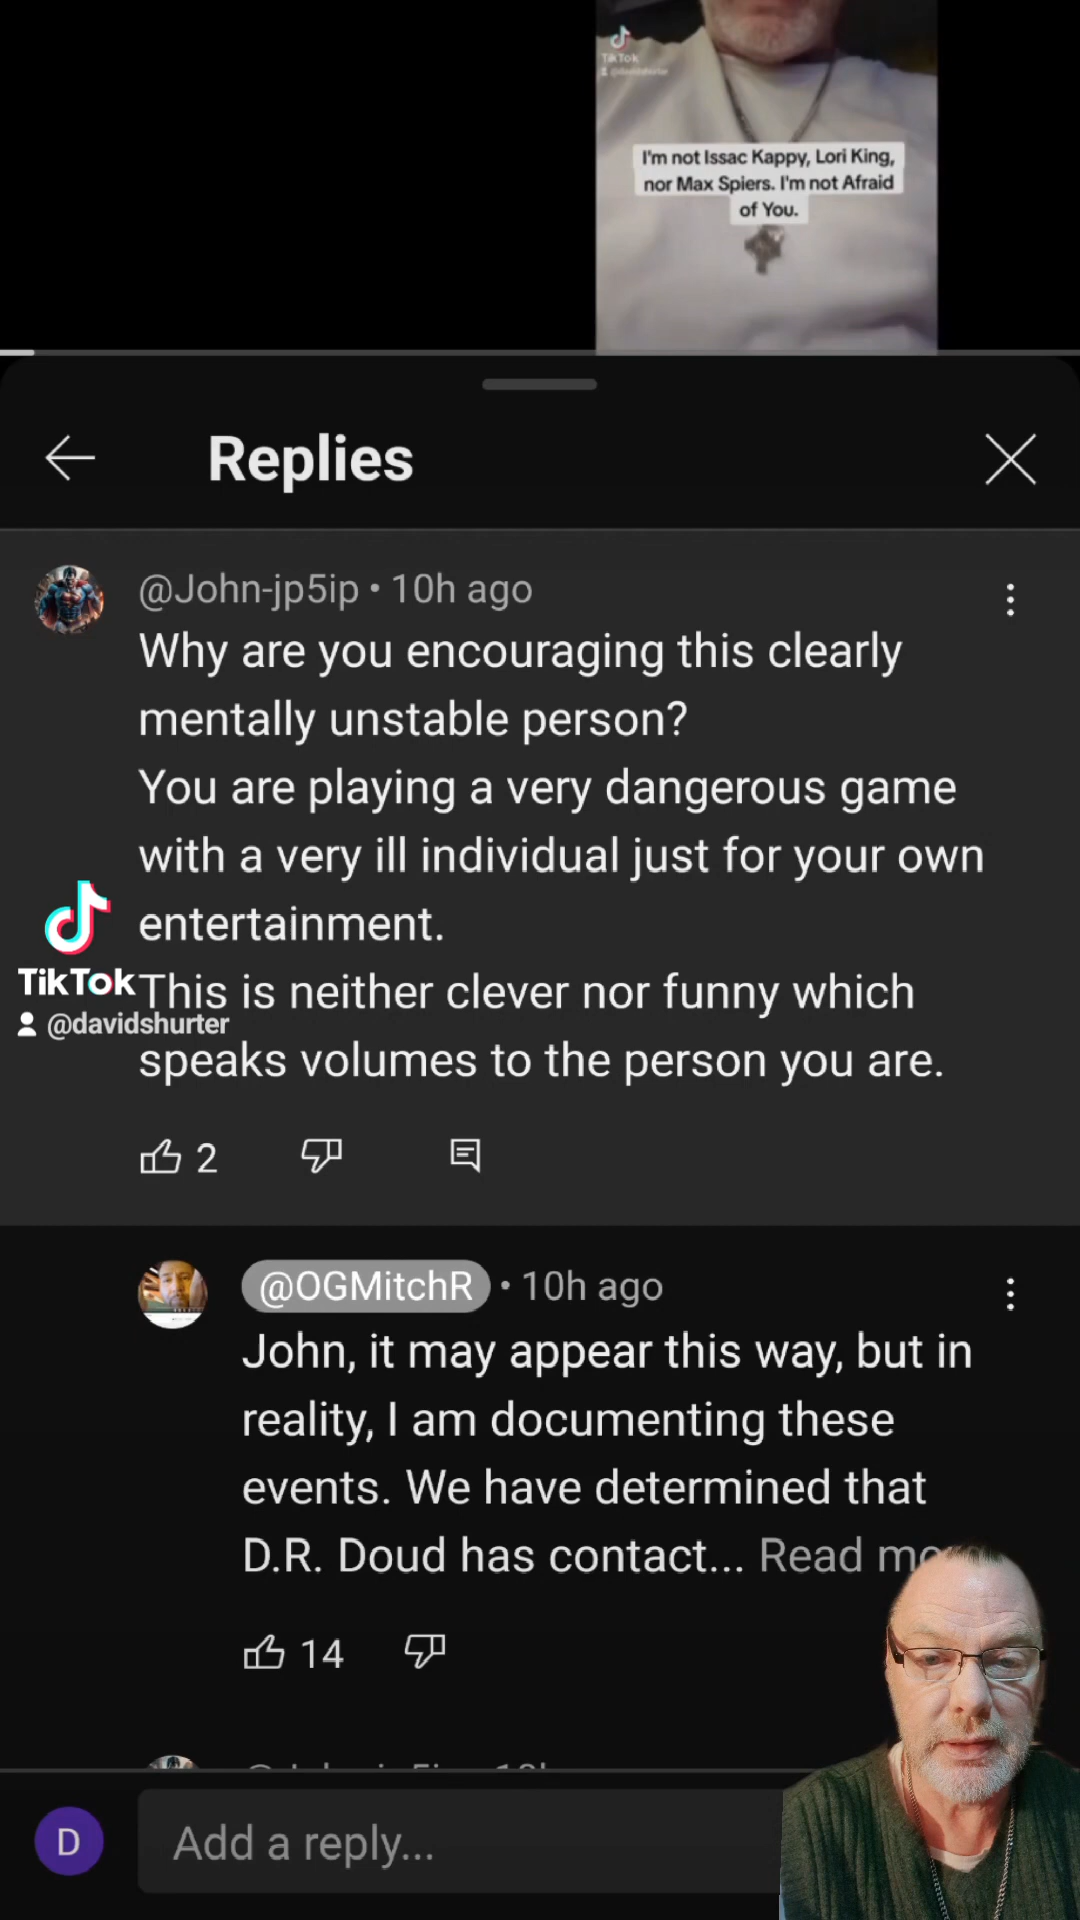 TikTok
@davidshurter
I'm not Issac Kappy, Lori King,
nor Max Spiers. I'm not Afraid
of You.
Replies
@John-jp5ip • 10h ago
Why are you encouraging this clearly
mentally unstable person?
You are playing a very dangerous game
with a very ill individual just for your own
entertainment.
This is neither clever nor funny which
speaks volumes to the person you are.
TikTok
@davidshurter
2
@OGMitchR • 10h ago
John, it may appear this way, but in
reality, I am documenting these
events. We have determined that
D.R. Doud has contact... Read
14
D
Add a reply...